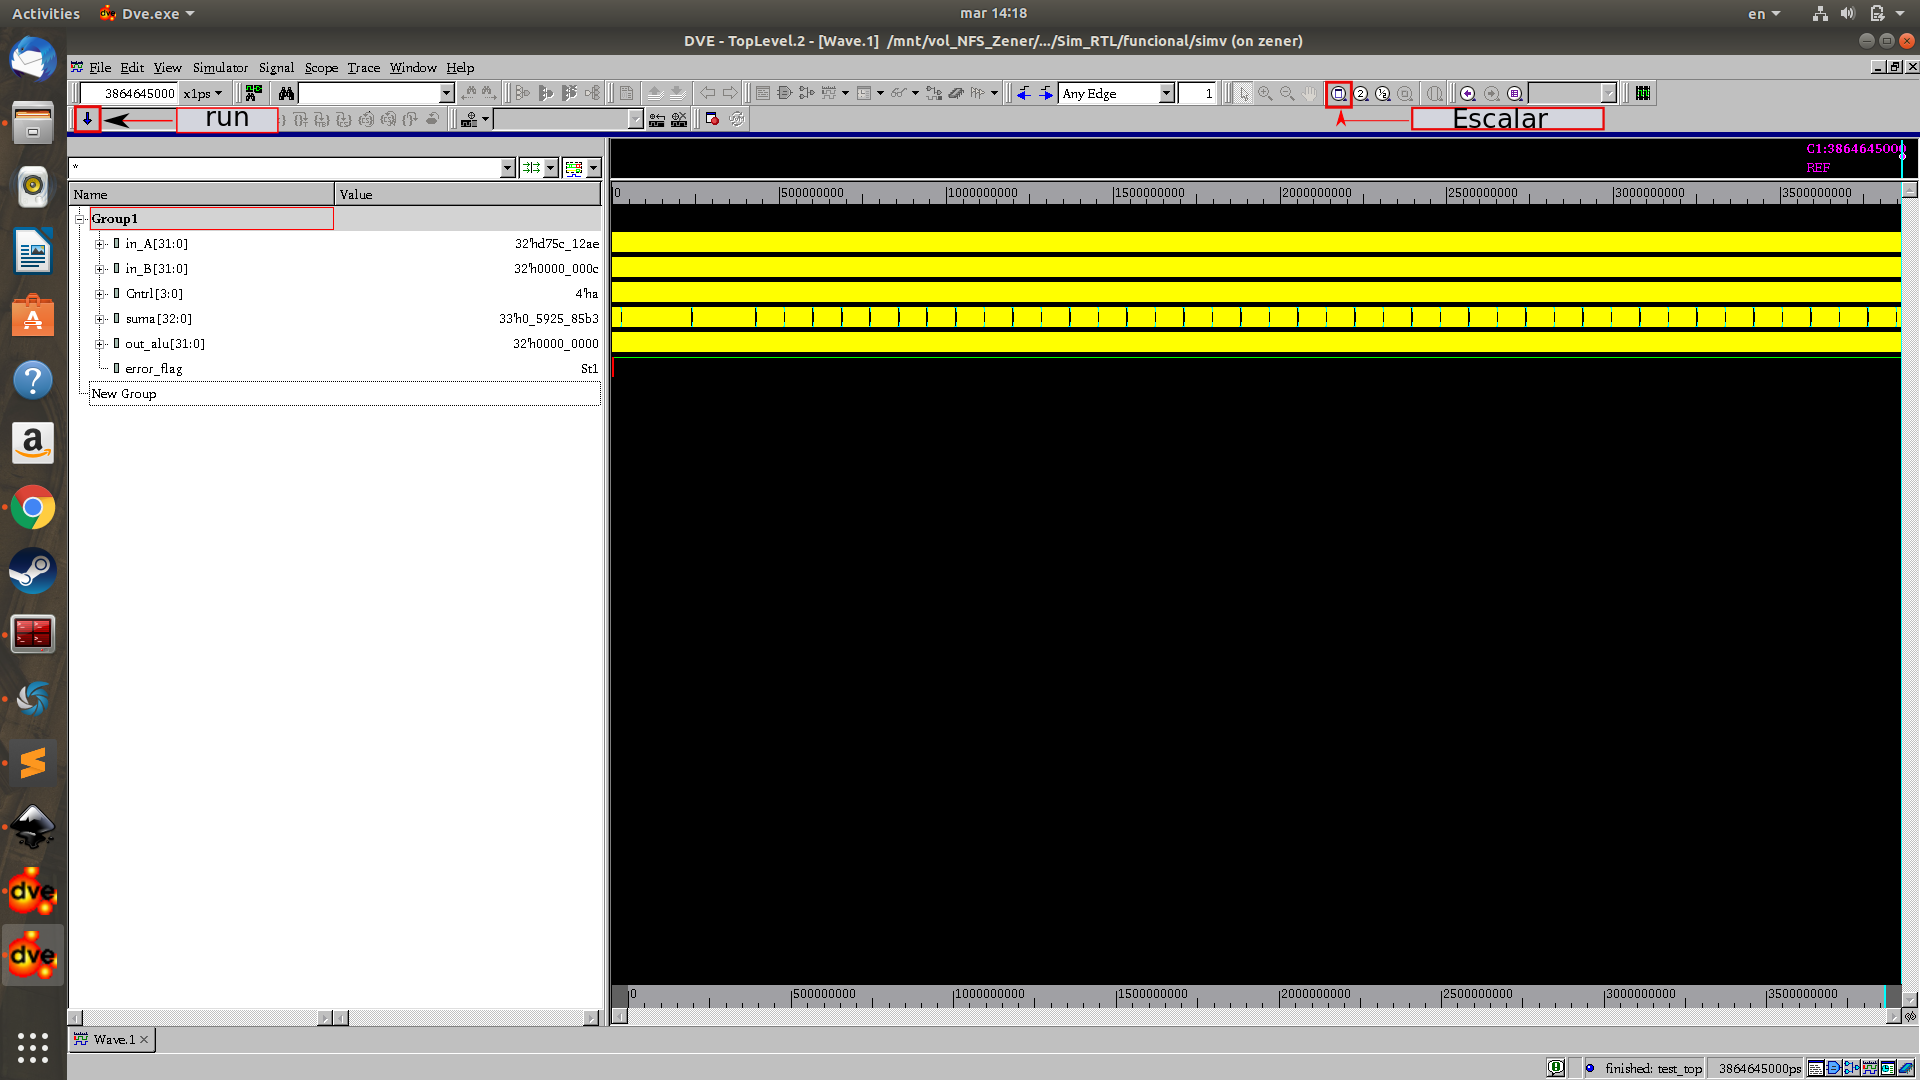 Activities Dve.exe mar 14:18 en
DVE - TopLevel.2 - [Wave.1] /mnt/vol_NFS_Zener/.../Sim_RTL/funcional/simv (on zener)
File Edit View Simulator Signal Scope Trace Window Help
3864645000 x1ps Any Edge 1
run Escalar
C1:3864645000
REF
*
Name Value
0 500000000 1000000000 1500000000 2000000000 2500000000 3000000000 3500000000
Group1
in_A[31:0] 32'hd75c_12ae
in_B[31:0] 32'h0000_000c
Cntrl[3:0] 4'ha
suma[32:0] 33'h0_5925_85b3
out_alu[31:0] 32'h0000_0000
error_flag St1
New Group
0 500000000 1000000000 1500000000 2000000000 2500000000 3000000000 3500000000
Wave.1
finished: test_top 3864645000ps
a
dve
dve